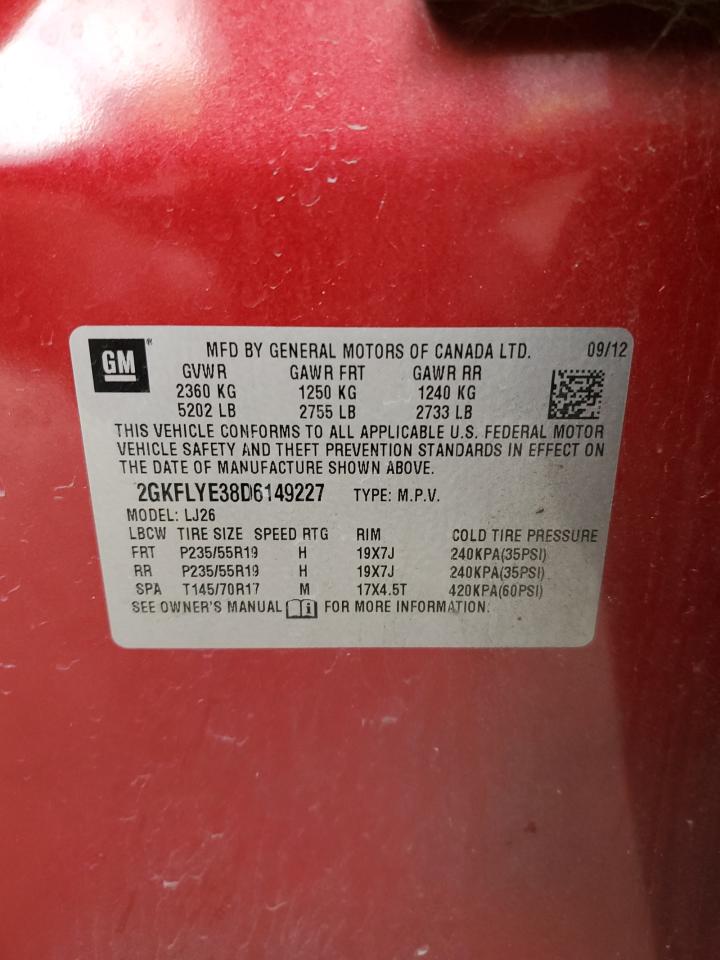 GM ® MFD BY GENERAL MOTORS OF CANADA LTD. 09/12
GVWR GAWR FRT GAWR RR
2360 KG 1250 KG 1240 KG
5202 LB 2755 LB 2733 LB
THIS VEHICLE CONFORMS TO ALL APPLICABLE U.S. FEDERAL MOTOR
VEHICLE SAFETY AND THEFT PREVENTION STANDARDS IN EFFECT ON
THE DATE OF MANUFACTURE SHOWN ABOVE.
2GKFLYE38D6149227 TYPE: M.P.V.
MODEL: LJ26
LBCW TIRE SIZE SPEED RTG RIM COLD TIRE PRESSURE
FRT P235/55R19 H 19X7J 240KPA(35PSI)
RR P235/55R19 H 19X7J 240KPA(35PSI)
SPA T145/70R17 M 17X4.5T 420KPA(60PSI)
SEE OWNER'S MANUAL i FOR MORE INFORMATION.